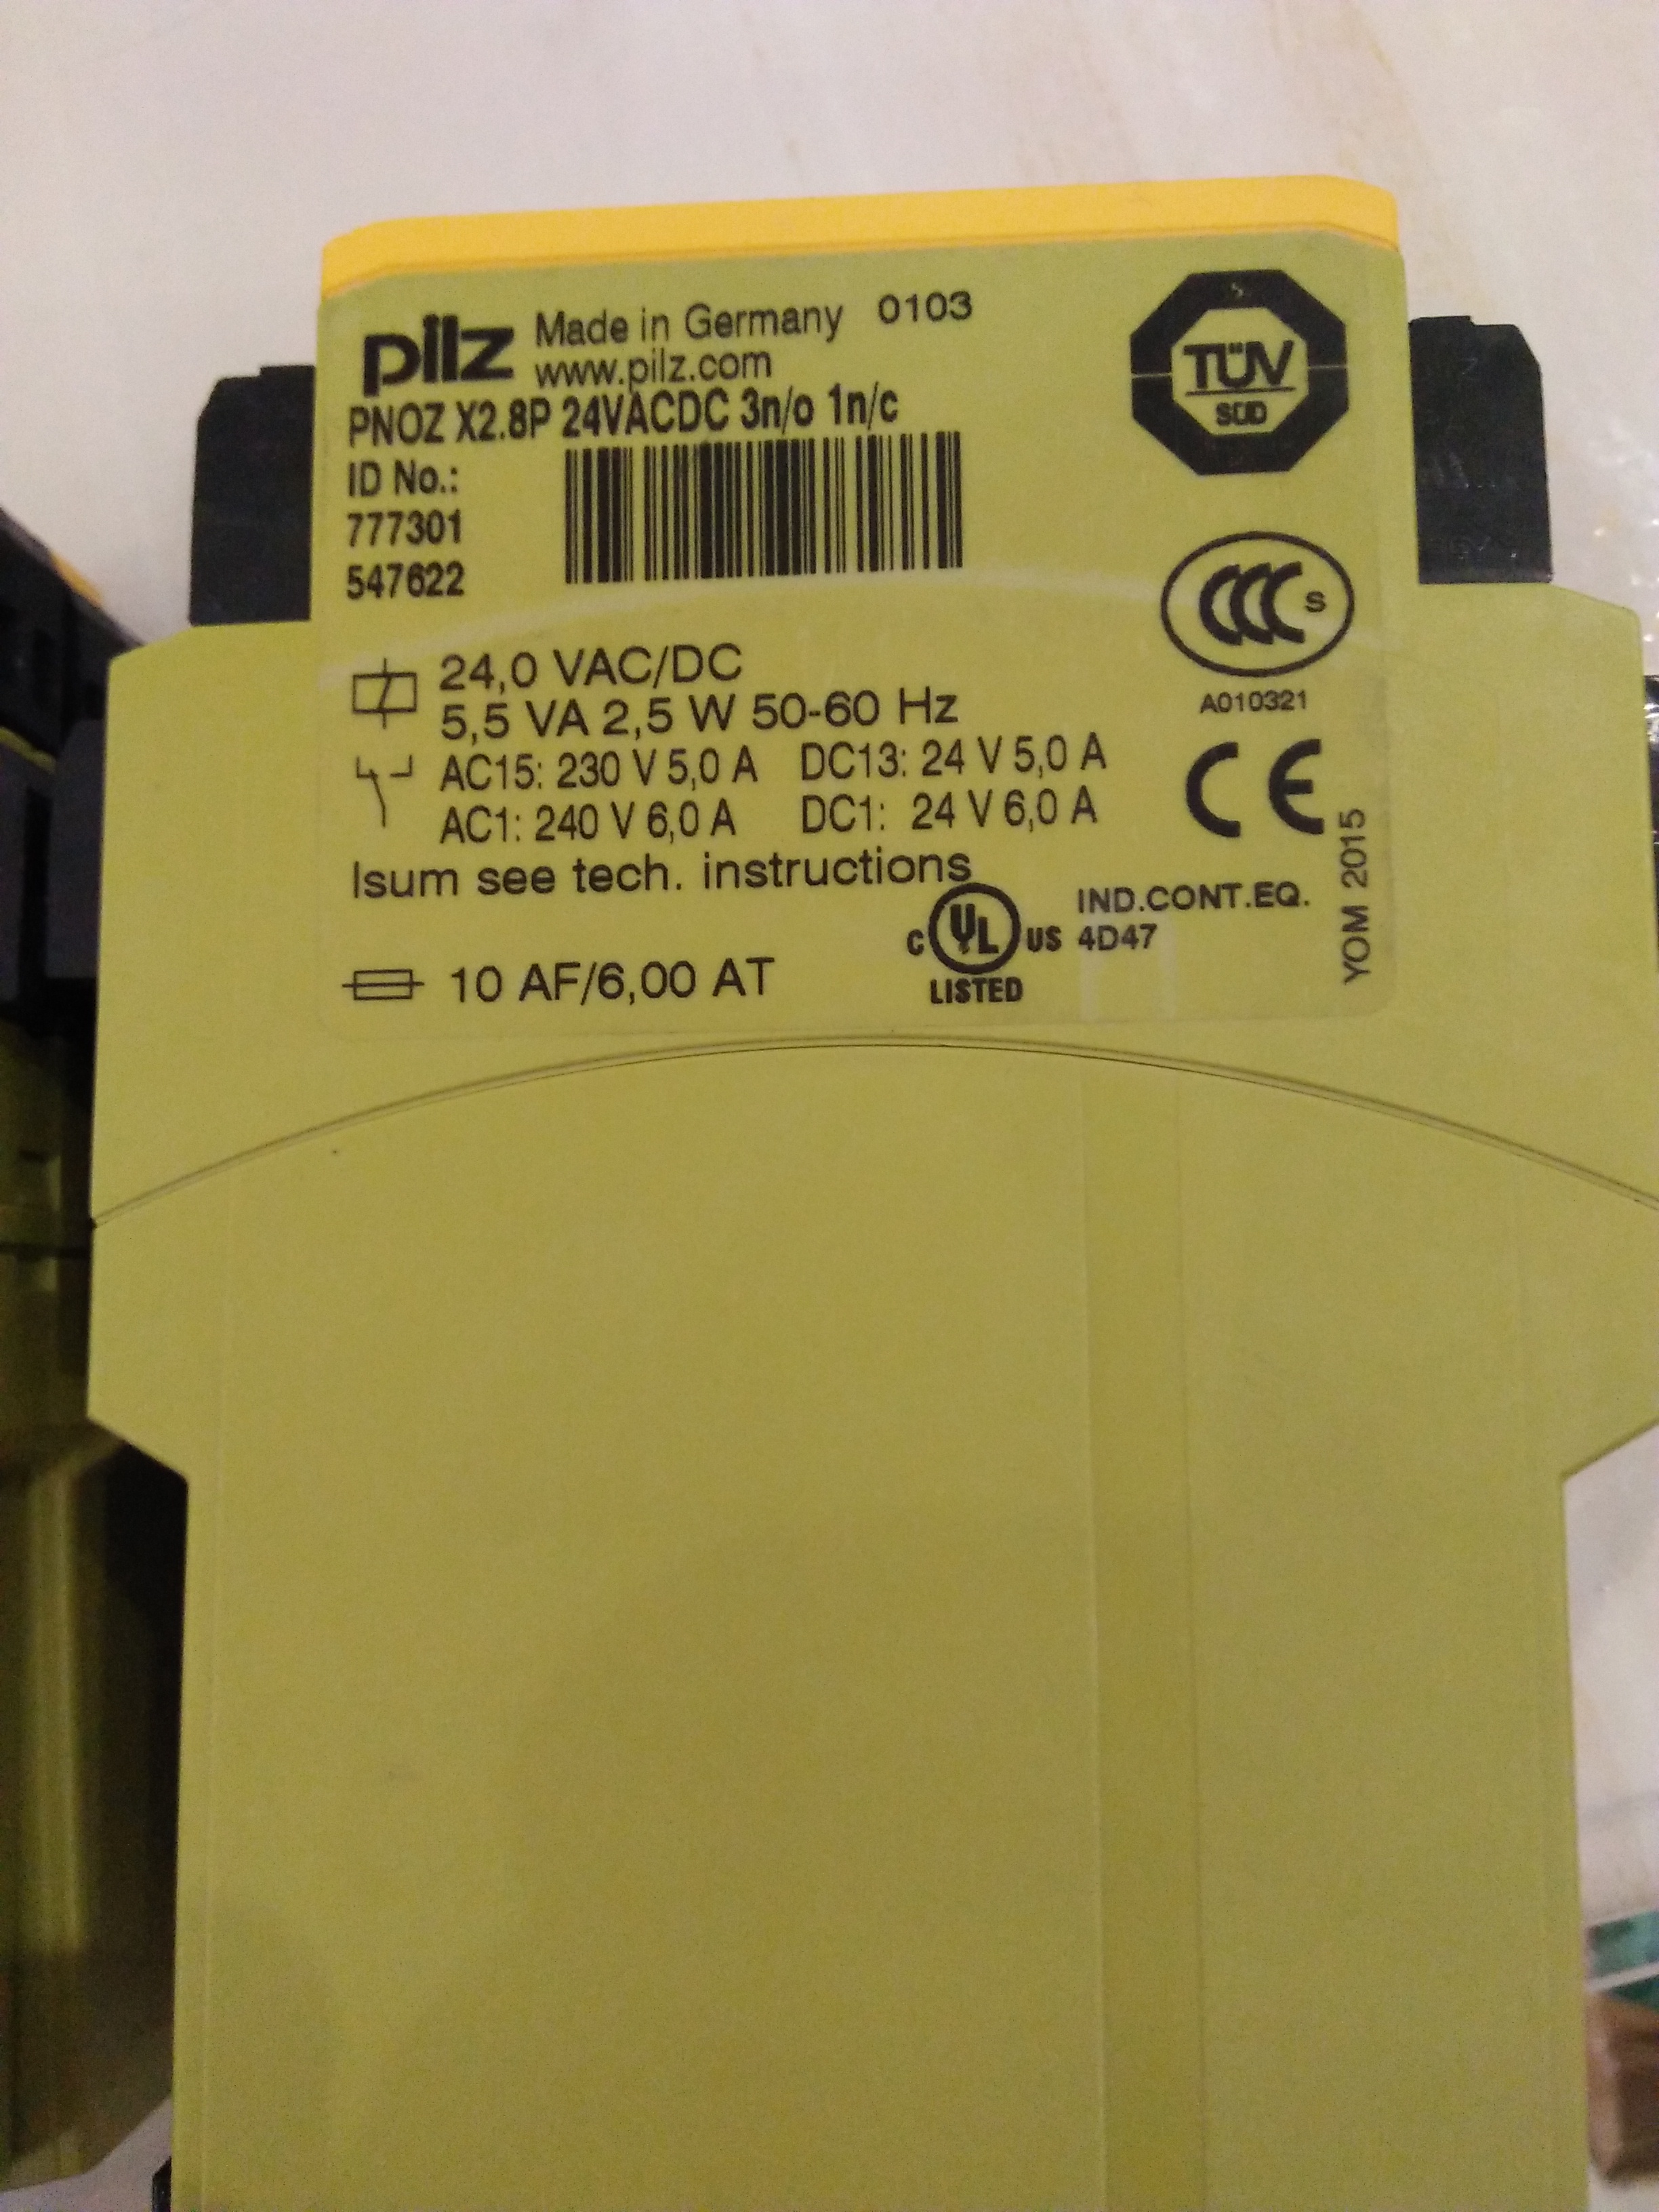 pilz Made in Germany 0103
www.pilz.com
PNOZ X2.8P 24VACDC 3n/o 1n/c
ID No.:
777301
547622
TÜV
SÜD
CCC S
A010321
24,0 VAC/DC
5,5 VA 2,5 W 50-60 Hz
AC15: 230 V 5,0 A DC13: 24 V 5,0 A
AC1: 240 V 6,0 A DC1: 24 V 6,0 A
CE
Isum see tech. instructions
YOM 2015
C UL US IND.CONT.EQ.
4D47
LISTED
10 AF/6,00 AT